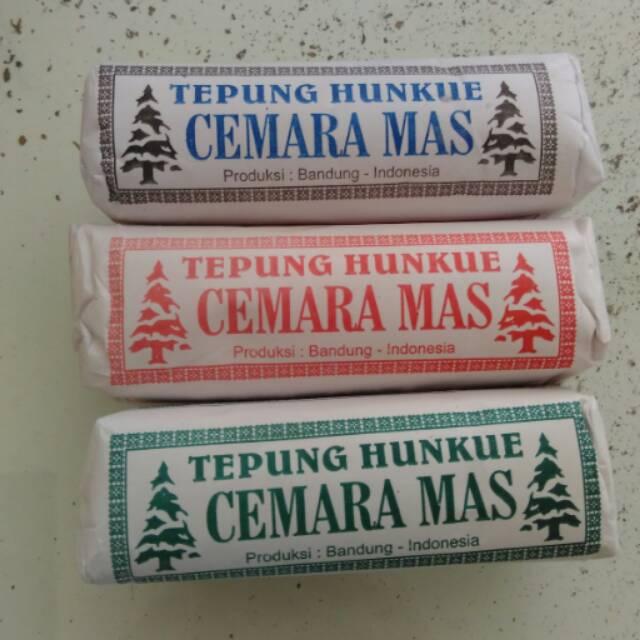 TEPUNG HUNKUE
CEMARA MAS
Produksi : Bandung - Indonesia
TEPUNG HUNKUE
CEMARA MAS
Produksi : Bandung - Indonesia
TEPUNG HUNKUE
CEMARA MAS
Produksi : Bandung - Indonesia